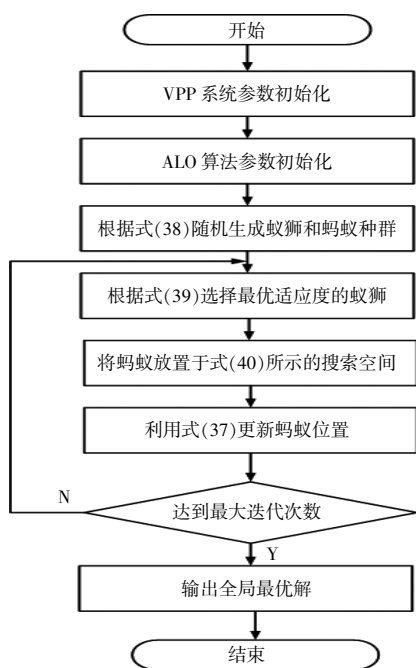 开始
VPP 系统参数初始化
ALO 算法参数初始化
根据式(38)随机生成蚁狮和蚂蚁种群
根据式(39)选择最优适应度的蚁狮
将蚂蚁放置于式(40)所示的搜索空间
利用式(37)更新蚂蚁位置
N
达到最大迭代次数
Y
输出全局最优解
结束